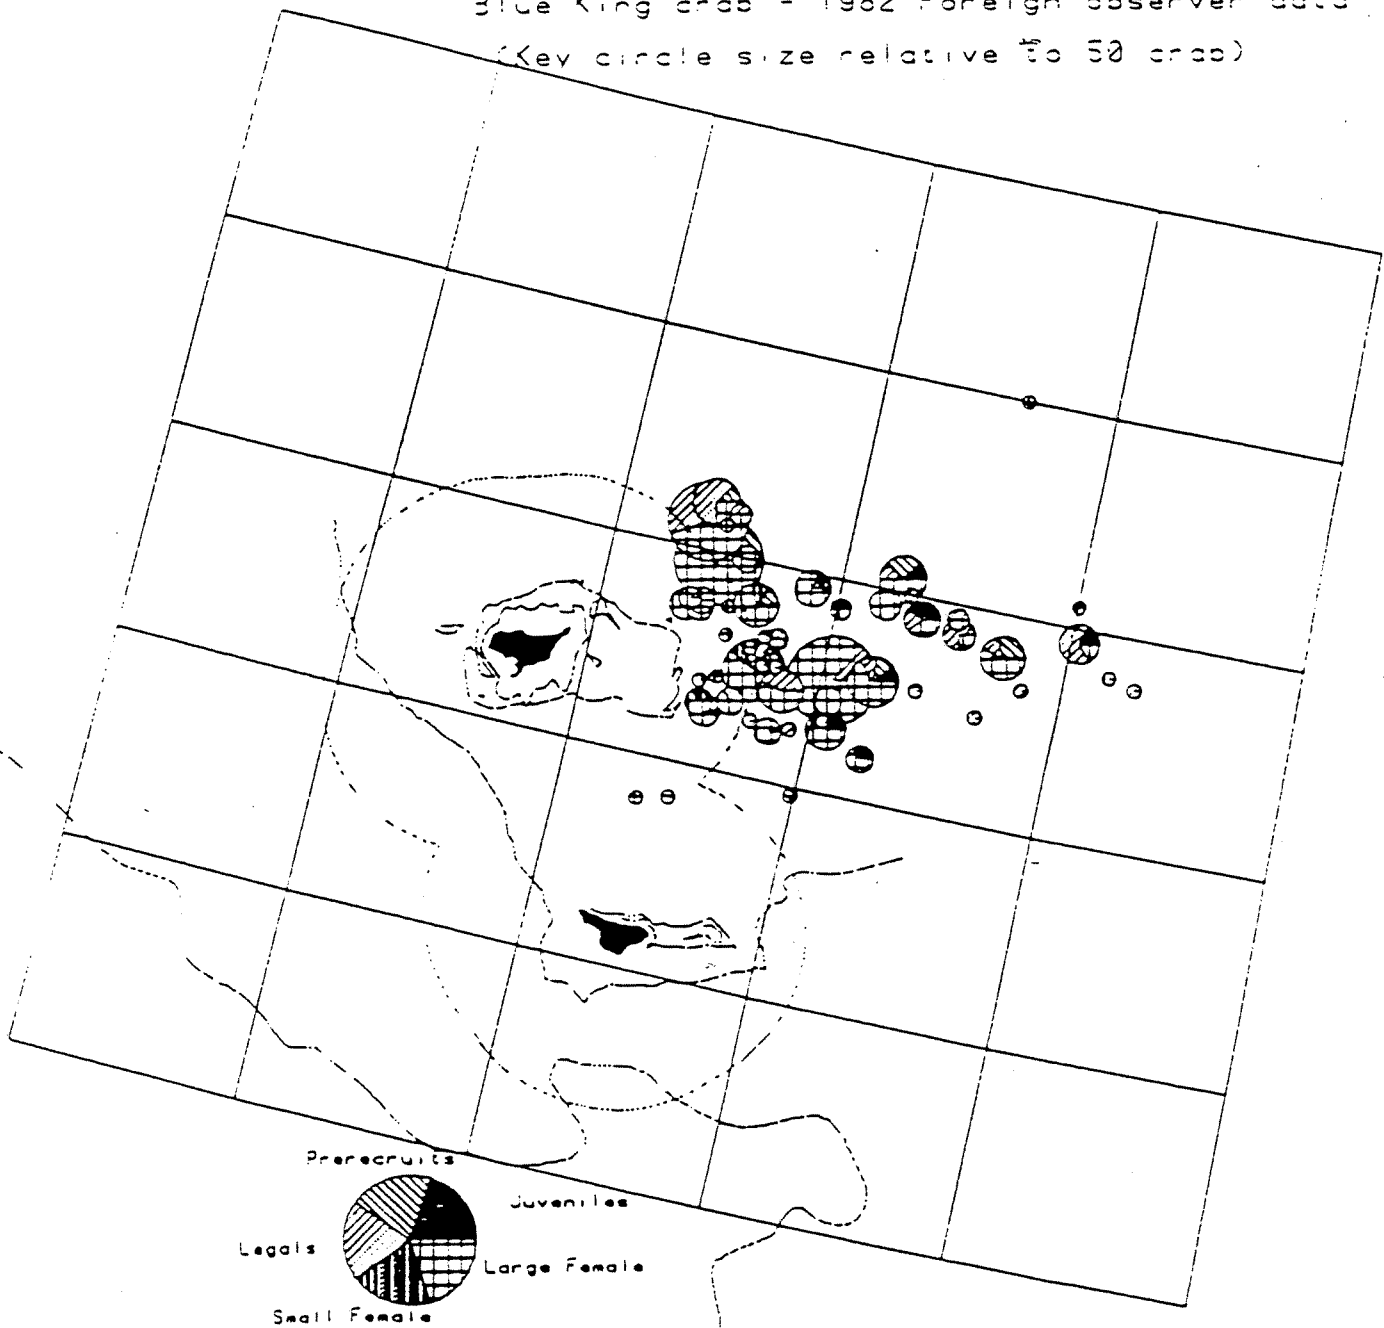 Blue King crab - 1982 Foreign observer data
(Key circle size relative to 50 crab)
Prerecruits
Juveniles
Legals
Large Female
Small Female